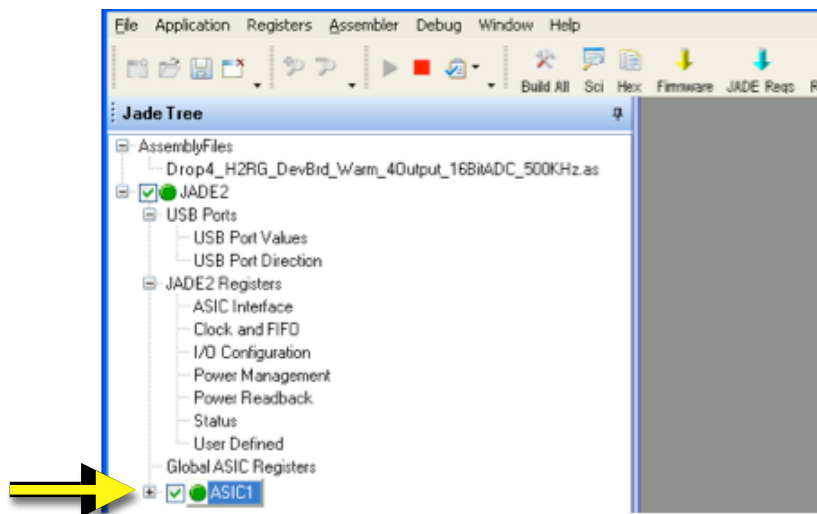 File Application Registers Assembler Debug Window Help
Build All Sci Hex Firmware JADE Regs R
Jade Tree
AssemblyFiles
Drop4_H2RG_DevBrd_Warm_4Output_16BitADC_500KHz.as
JADE2
USB Ports
USB Port Values
USB Port Direction
JADE2 Registers
ASIC Interface
Clock and FIFO
I/O Configuration
Power Management
Power Readback
Status
User Defined
Global ASIC Registers
ASIC1